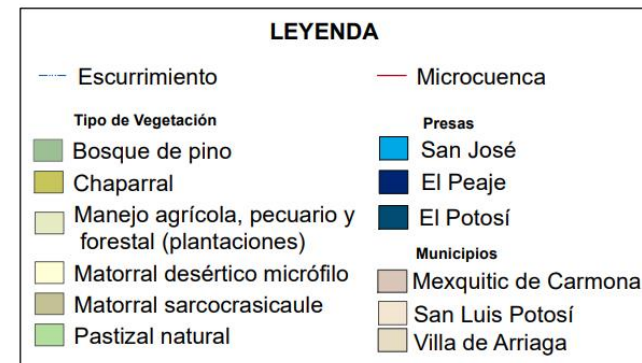 LEYENDA
Escurrimiento
Microcuenca
Tipo de Vegetación
Bosque de pino
Chaparral
Manejo agrícola, pecuario y
forestal (plantaciones)
Matorral desértico micrófilo
Matorral sarcocrasicaule
Pastizal natural
Presas
San José
El Peaje
El Potosí
Municipios
Mexquitic de Carmona
San Luis Potosí
Villa de Arriaga